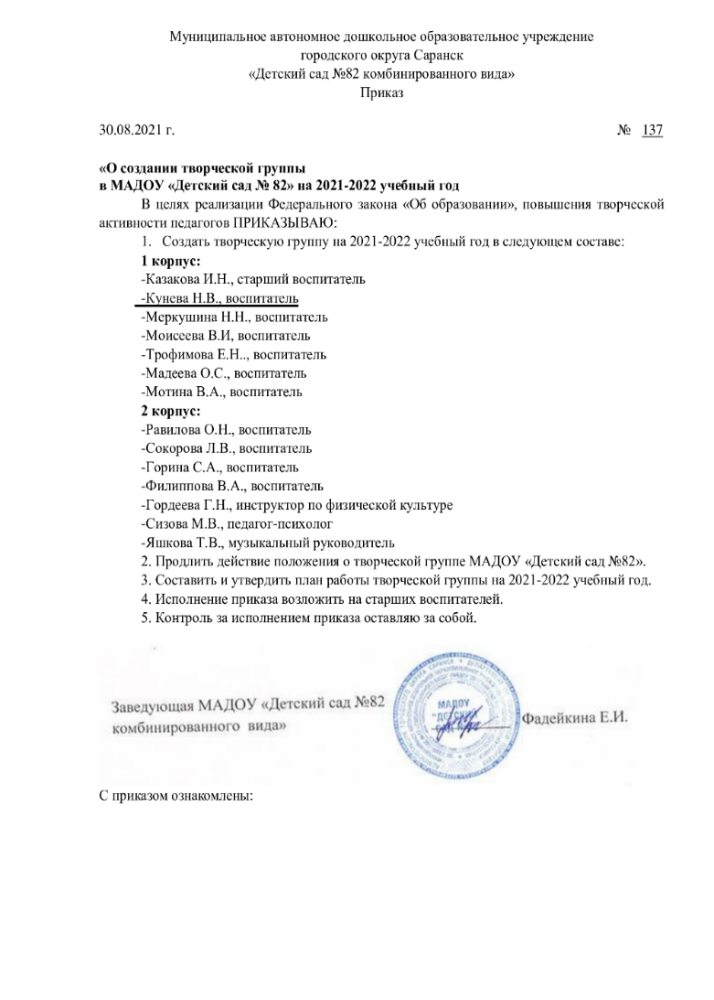 Муниципальное автономное дошкольное образовательное учреждение
городского округа Саранск
«Детский сад №82 комбинированного вида»
Приказ
30.08.2021 г. № 137
«О создании творческой группы
в МАДОУ «Детский сад № 82» на 2021-2022 учебный год
В целях реализации Федерального закона «Об образовании», повышения творческой
активности педагогов ПРИКАЗЫВАЮ:
1. Создать творческую группу на 2021-2022 учебный год в следующем составе:
1 корпус:
-Казакова И.Н., старший воспитатель
-Кунева Н.В., воспитатель
-Меркушина Н.Н., воспитатель
-Моисеева В.И, воспитатель
-Трофимова Е.Н.., воспитатель
-Мадеева О.С., воспитатель
-Мотина В.А., воспитатель
2 корпус:
-Равилова О.Н., воспитатель
-Сокорова Л.В., воспитатель
-Горина С.А., воспитатель
-Филиппова В.А., воспитатель
-Гордеева Г.Н., инструктор по физической культуре
-Сизова М.В., педагог-психолог
-Яшкова Т.В., музыкальный руководитель
2. Продлить действие положения о творческой группе МАДОУ «Детский сад №82».
3. Составить и утвердить план работы творческой группы на 2021-2022 учебный год.
4. Исполнение приказа возложить на старших воспитателей.
5. Контроль за исполнением приказа оставляю за собой.
Заведующая МАДОУ «Детский сад №82
комбинированного вида»
МАДОУ
"ДЕТСКИЙ
Фадейкина Е.И.
С приказом ознакомлены: